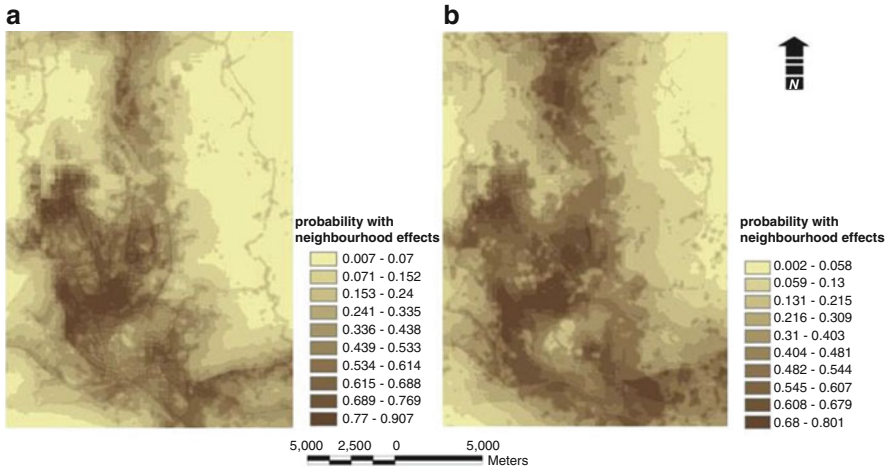 a
b
N
probability with
neighbourhood effects
0.007 - 0.07
0.071 - 0.152
0.153 - 0.24
0.241 - 0.335
0.336 - 0.438
0.439 - 0.533
0.534 - 0.614
0.615 - 0.688
0.689 - 0.769
0.77 - 0.907
probability with
neighbourhood effects
0.002 - 0.058
0.059 - 0.13
0.131 - 0.215
0.216 - 0.309
0.31 - 0.403
0.404 - 0.481
0.482 - 0.544
0.545 - 0.607
0.608 - 0.679
0.68 - 0.801
5,000 2,500 0 5,000
Meters